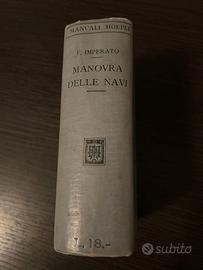 MANUALI HOEPLI
F. IMPERATO
MANOVRA
DELLE NAVI
L. 18.-
subito